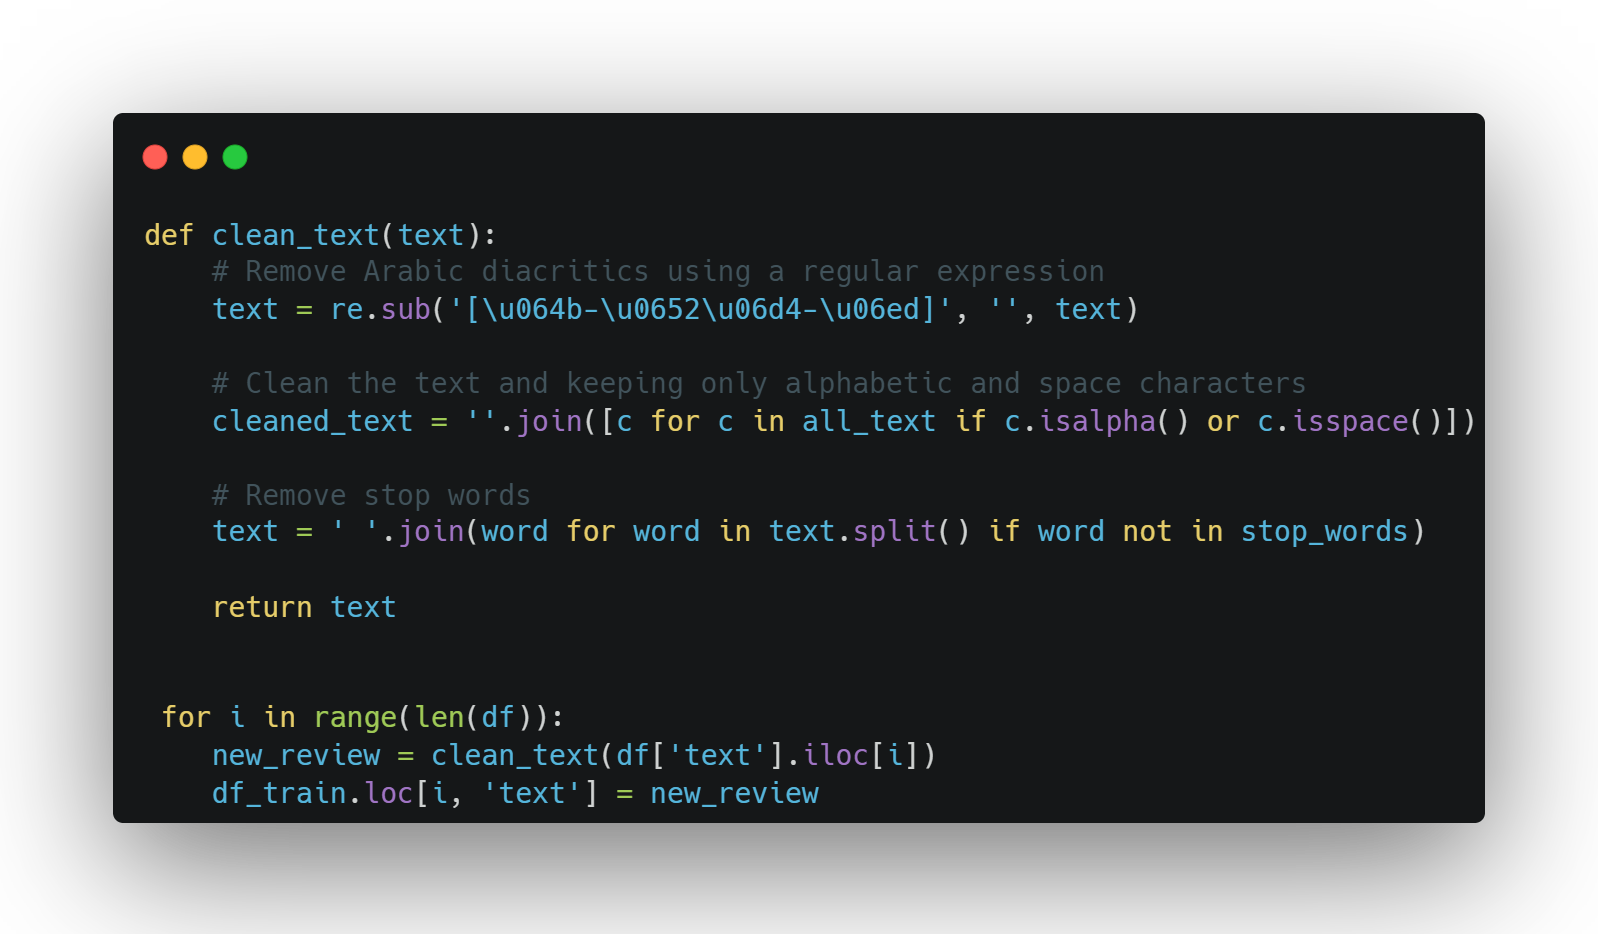 def clean_text(text):
    # Remove Arabic diacritics using a regular expression
    text = re.sub('[\u064b-\u0652\u06d4-\u06ed]', '', text)

    # Clean the text and keeping only alphabetic and space characters
    cleaned_text = ''.join([c for c in all_text if c.isalpha() or c.isspace()])

    # Remove stop words
    text = ' '.join(word for word in text.split() if word not in stop_words)

    return text


 for i in range(len(df)):
    new_review = clean_text(df['text'].iloc[i])
    df_train.loc[i, 'text'] = new_review